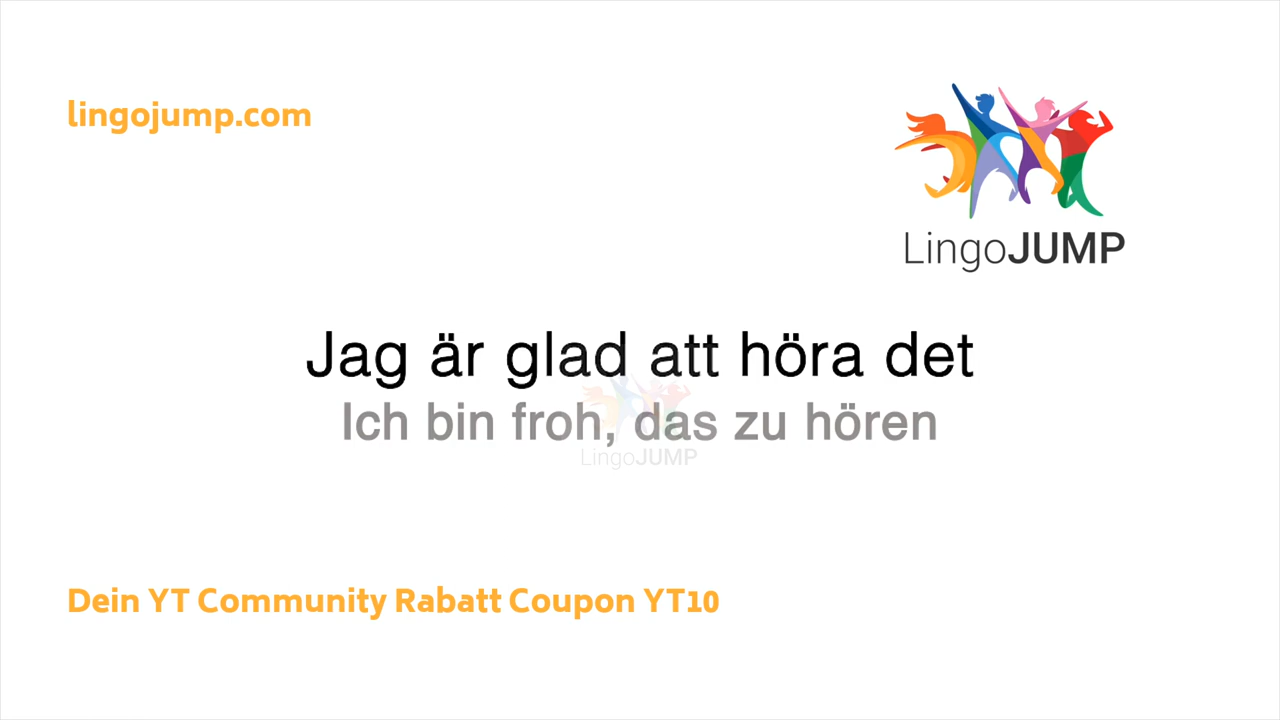 lingojump.com
LingoJUMP
Jag är glad att höra det
Ich bin froh, das zu hören
LingoJUMP
Dein YT Community Rabatt Coupon YT10